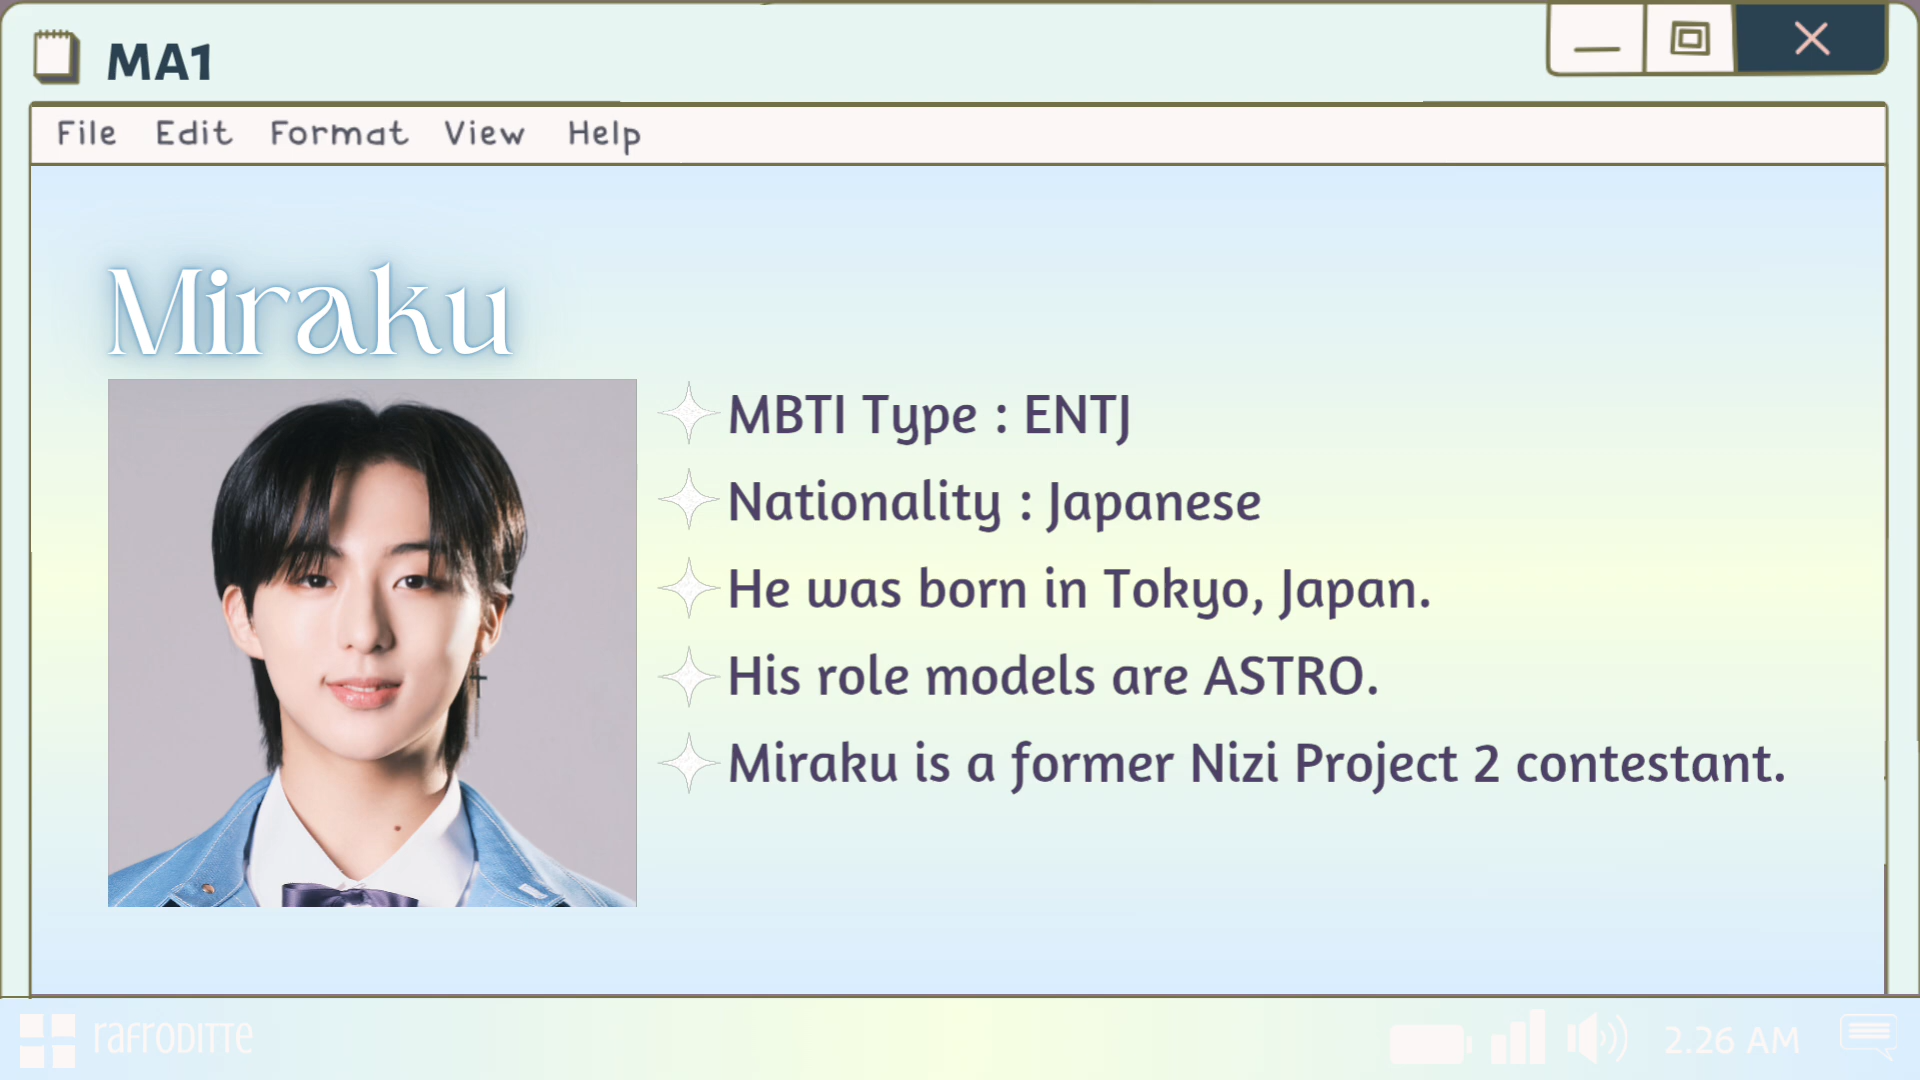 MA1
File Edit Format View Help
Miraku
MBTI Type : ENTJ
Nationality : Japanese
He was born in Tokyo, Japan.
His role models are ASTRO.
Miraku is a former Nizi Project 2 contestant.
rafroditte 2.26 AM